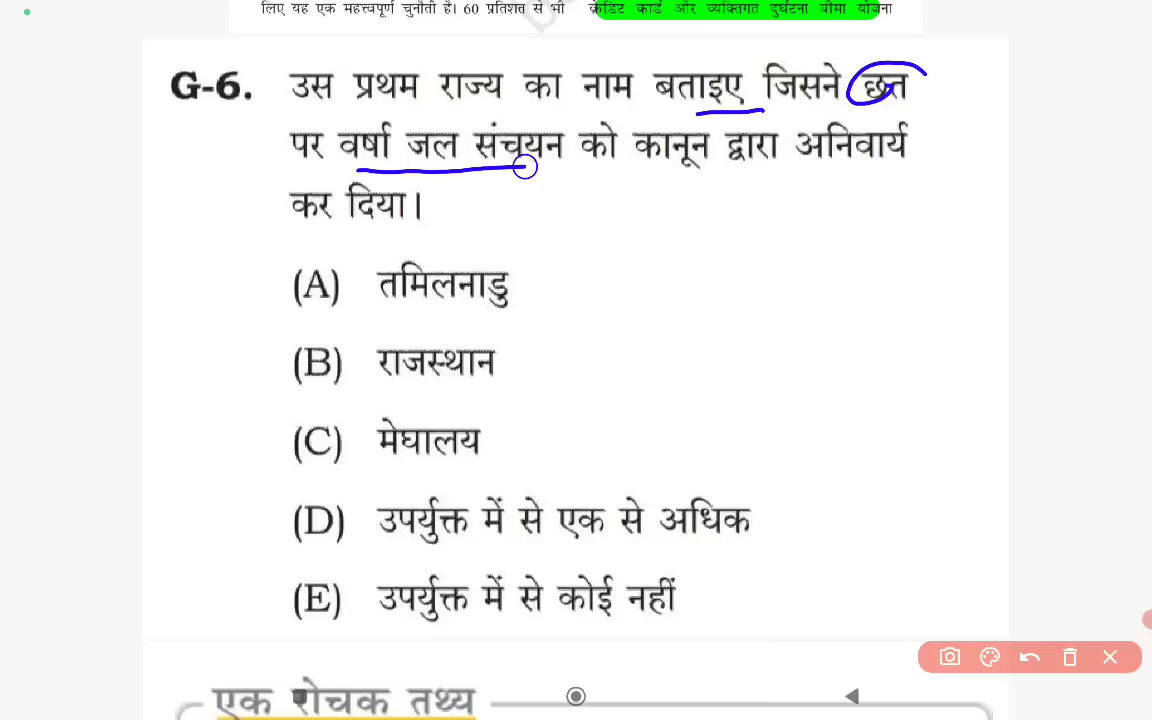 लिए यह एक महत्त्वपूर्ण चुनौती है। 60 प्रतिशत से भी क्रेडिट कार्ड और व्यक्तिगत दुर्घटना बीमा योजना
G-6. उस प्रथम राज्य का नाम बताइए जिसने छत
पर वर्षा जल संचयन को कानून द्वारा अनिवार्य
कर दिया।
(A) तमिलनाडु
(B) राजस्थान
(C) मेघालय
(D) उपर्युक्त में से एक से अधिक
(E) उपर्युक्त में से कोई नहीं
एक रोचक तथ्य